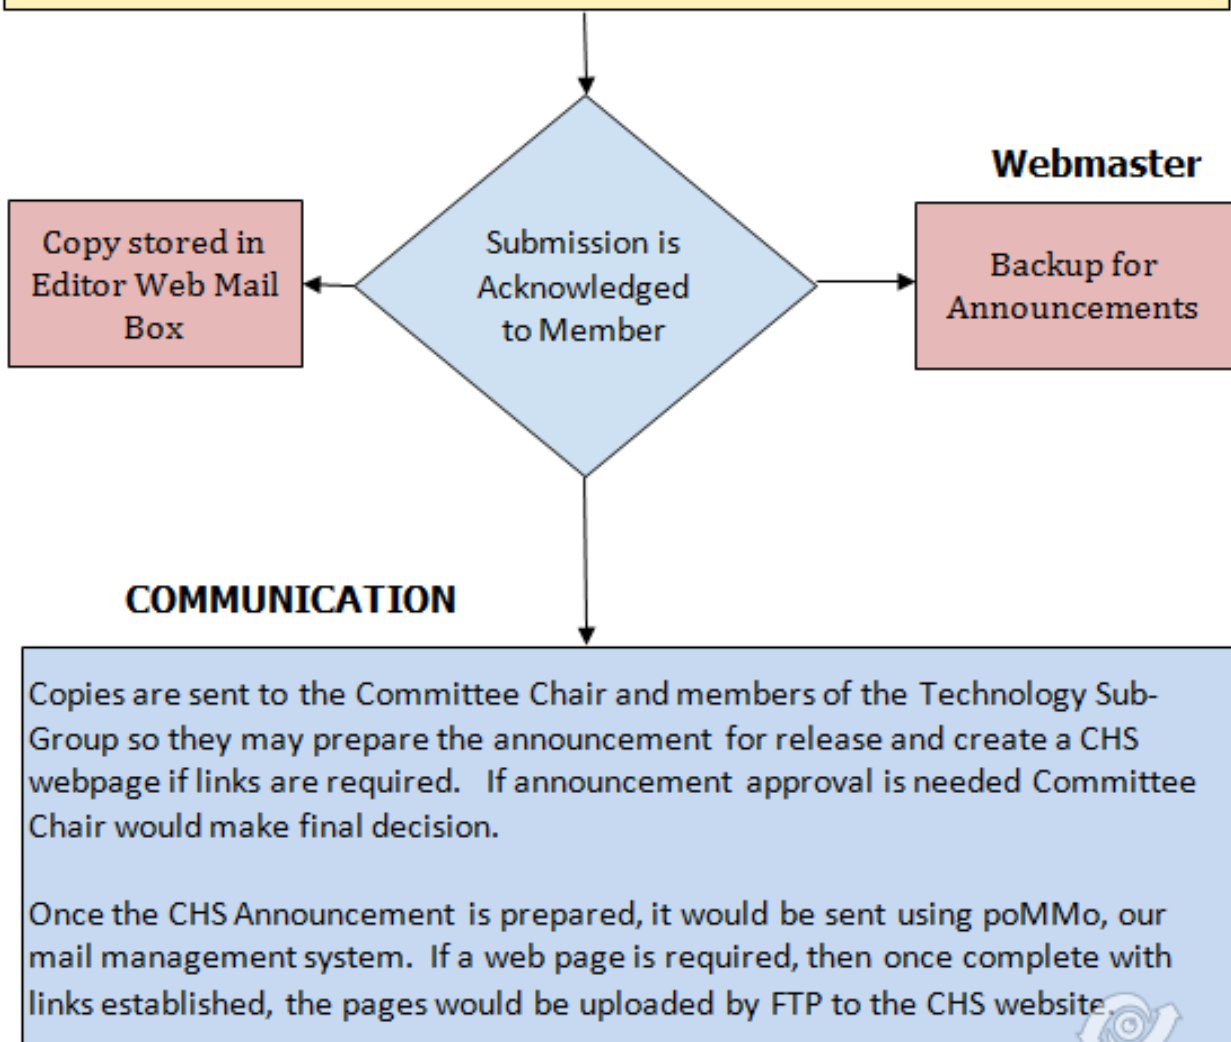 Webmaster
Copy stored in
Editor Web Mail
Box
Submission is
Acknowledged
to Member
Backup for
Announcements
COMMUNICATION
Copies are sent to the Committee Chair and members of the Technology Sub-
Group so they may prepare the announcement for release and create a CHS
webpage if links are required. If announcement approval is needed Committee
Chair would make final decision.
Once the CHS Announcement is prepared, it would be sent using poMMo, our
mail management system. If a web page is required, then once complete with
links established, the pages would be uploaded by FTP to the CHS website.